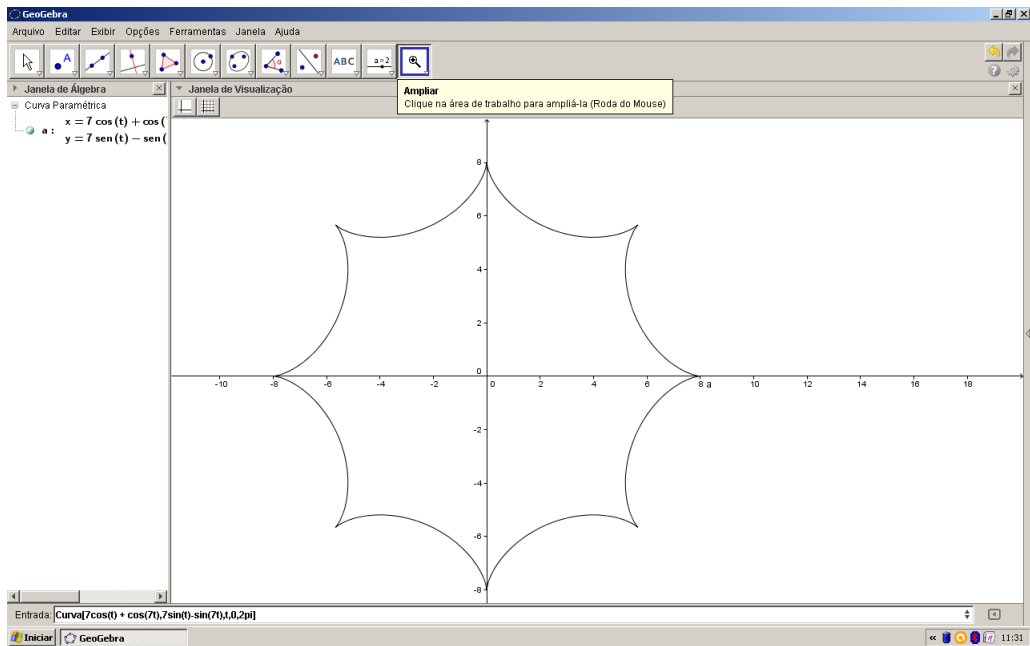 GeoGebra
Arquivo Editar Exibir Opções Ferramentas Janela Ajuda
A
α
ABC
a=2
Janela de Álgebra
Janela de Visualização
Ampliar
Clique na área de trabalho para ampliá-la (Roda do Mouse)
Curva Paramétrica
a :
x = 7 cos (t) + cos (
y = 7 sen (t) − sen (
8
6
4
2
0
-10 -8 -6 -4 -2 0 2 4 6 8 a 10 12 14 16 18
-2
-4
-6
-8
Entrada: Curva[7cos(t) + cos(7t),7sin(t)-sin(7t),t,0,2pi]
Iniciar GeoGebra « 11:31